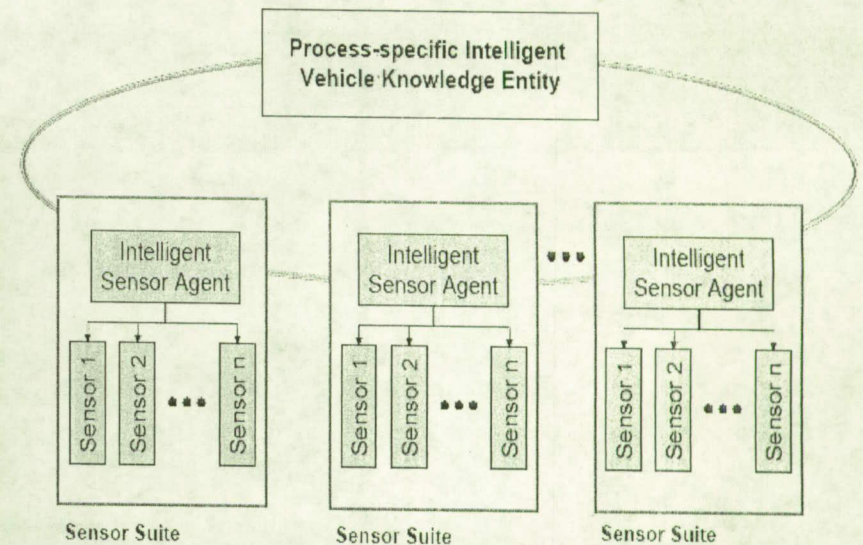 Process-specific Intelligent
Vehicle Knowledge Entity
Intelligent
Sensor Agent
Sensor 1
Sensor 2
Sensor n
Sensor Suite
Intelligent
Sensor Agent
Sensor 1
Sensor 2
Sensor n
Sensor Suite
Intelligent
Sensor Agent
Sensor 1
Sensor 2
Sensor n
Sensor Suite